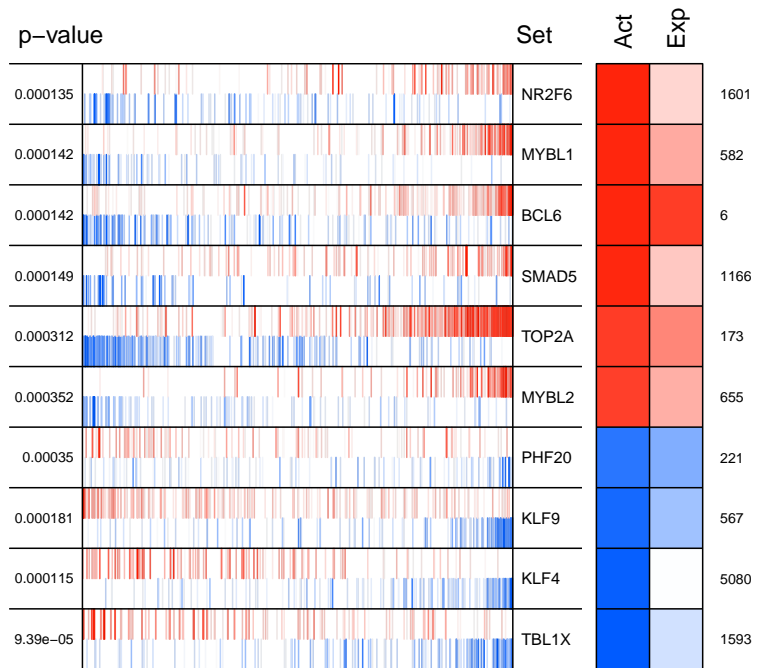 p−value Set Act Exp
0.000135 NR2F6 1601
0.000142 MYBL1 582
0.000142 BCL6 6
0.000149 SMAD5 1166
0.000312 TOP2A 173
0.000352 MYBL2 655
0.00035 PHF20 221
0.000181 KLF9 567
0.000115 KLF4 5080
9.39e−05 TBL1X 1593